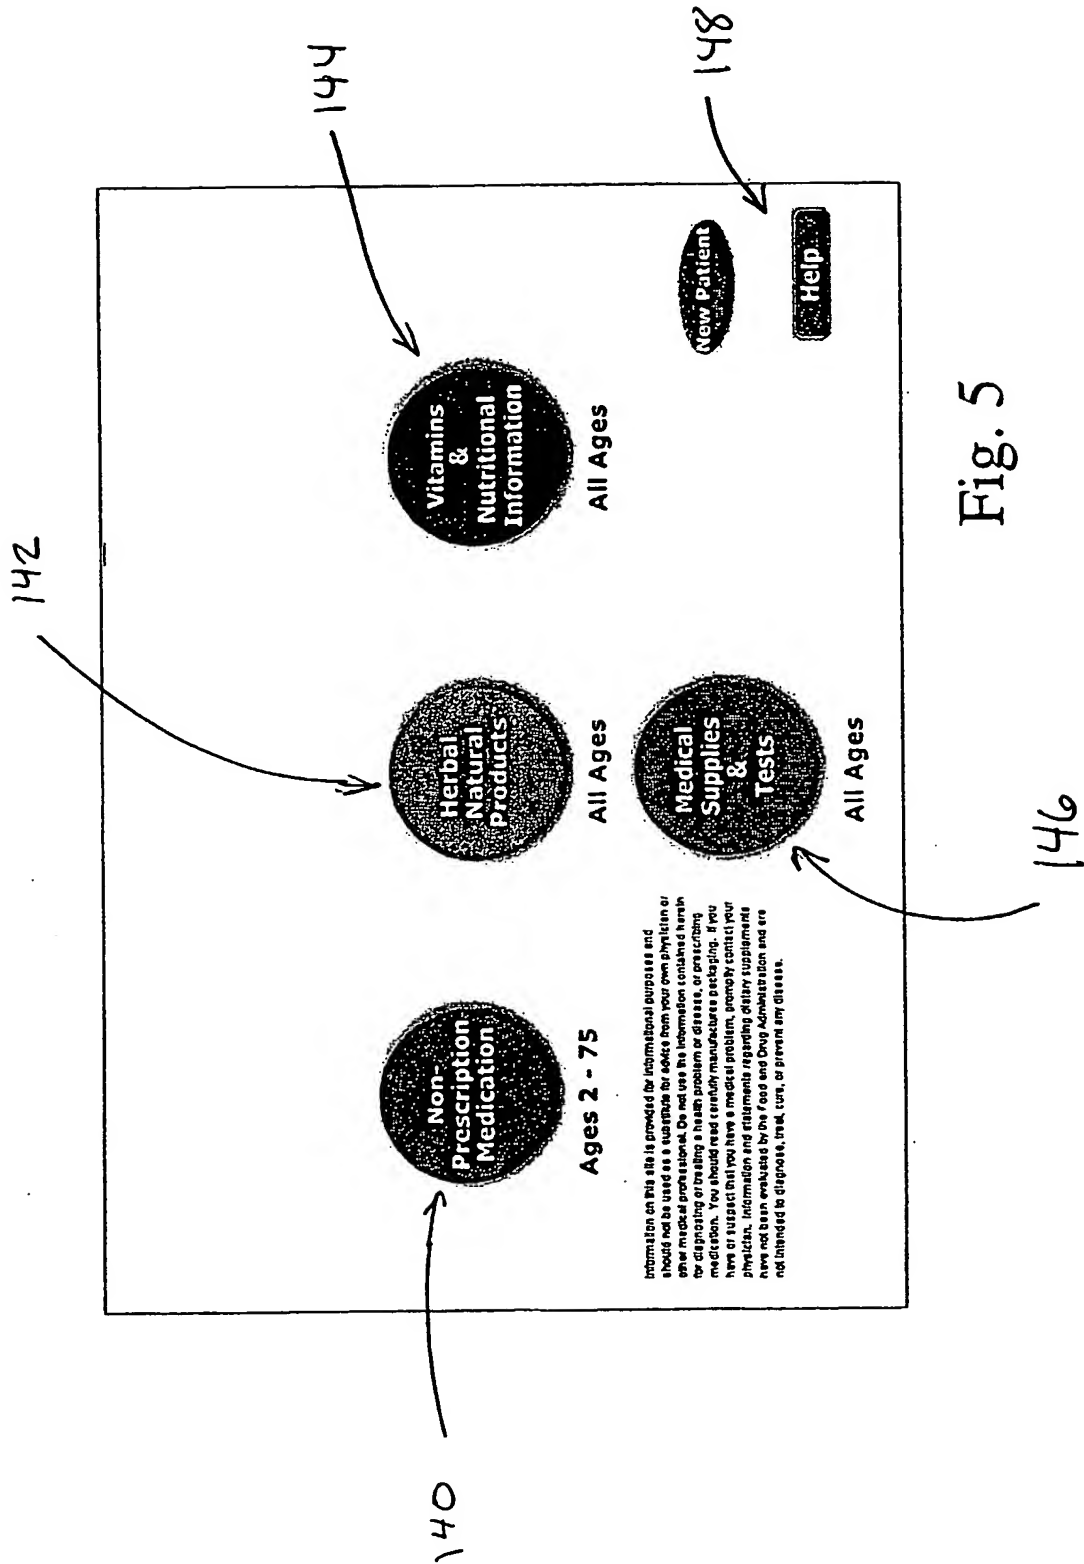 142
144
Non-
Prescription
Medication
Ages 2 - 75
Herbal
Natural
Products
All Ages
Vitamins
&
Nutritional
Information
All Ages
140
Information on this site is provided for informational purposes and
should not be used as a substitute for advice from your own physician or
other medical professional. Do not use the information contained herein
for diagnosing or treating a health problem or disease, or prescribing
medication. You should read carefully manufactures packaging. If you
have or suspect that you have a medical problem, promptly contact your
physician. Information and statements regarding dietary supplements
have not been evaluated by the Food and Drug Administration and are
not intended to diagnose, treat, cure, or prevent any disease.
Medical
Supplies
&
Tests
All Ages
New Patient
Help
148
146
Fig. 5